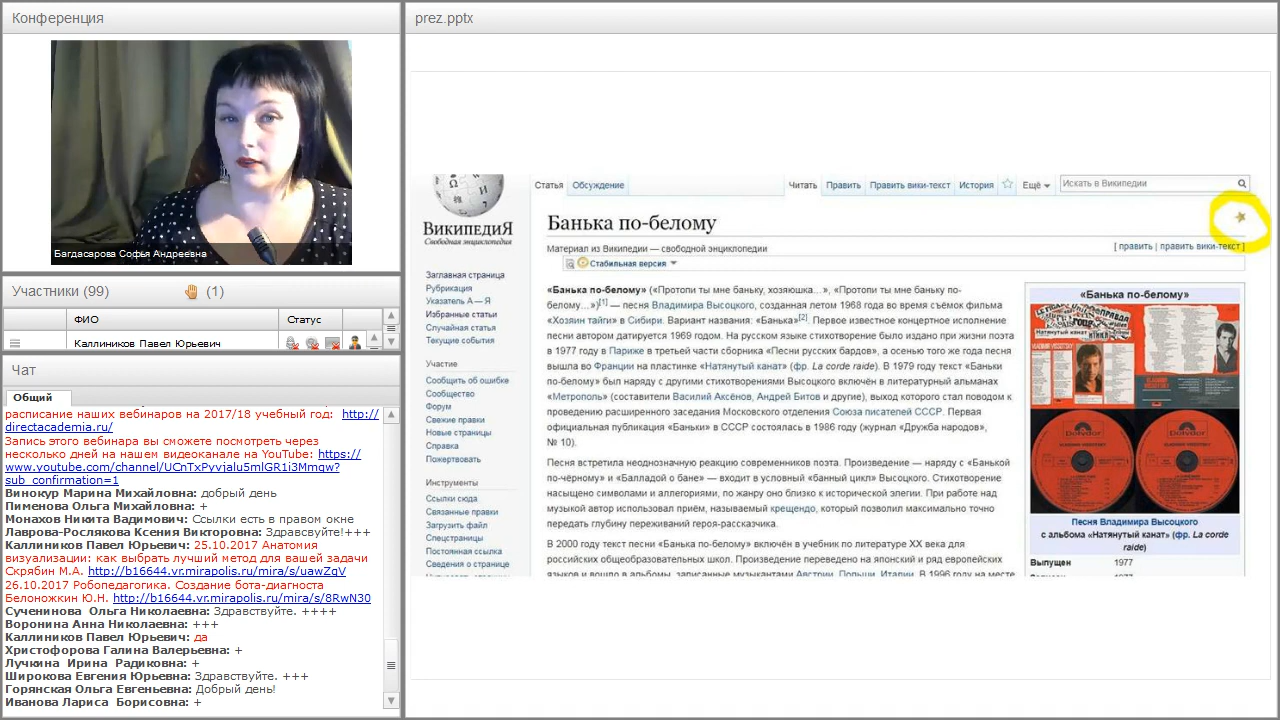 Конференция
Багдасарова Софья Андреевна
Участники (99)
(1)
ФИО
Статус
Каллиников Павел Юрьевич
Чат
Общий
расписание наших вебинаров на 2017/18 учебный год: http://
directacademia.ru/
Запись этого вебинара вы сможете посмотреть через
несколько дней на нашем видеоканале на YouTube: https://
www.youtube.com/channel/UCnTxPyvjalu5mlGR1i3Mmqw?
sub_confirmation=1
Винокур Марина Михайловна: добрый день
Пименова Ольга Михайловна: +
Монахов Никита Вадимович: Ссылки есть в правом окне
Лаврова-Рослякова Ксения Викторовна: Здравсвуйте!+++
Каллиников Павел Юрьевич: 25.10.2017 Анатомия
визуализации: как выбрать лучший метод для вашей задачи
Скрябин М.А. http://b16644.vr.mirapolis.ru/mira/s/uawZqV
26.10.2017 Робопедагогика. Создание бота-диагноста
Белоножкин Ю.Н. http://b16644.vr.mirapolis.ru/mira/s/8RwN30
Сученинова Ольга Николаевна: Здравствуйте. ++++
Воронина Анна Николаевна: +++
Каллиников Павел Юрьевич: да
Христофорова Галина Валерьевна: +
Лучкина Ирина Радиковна: +
Широкова Евгения Юрьевна: Здравствуйте. +++
Горянская Ольга Евгеньевна: Добрый день!
Иванова Лариса Борисовна: +
prez.pptx
ВИКИПЕДИЯ
Свободная энциклопедия
Заглавная страница
Рубрикация
Указатель А — Я
Избранные статьи
Случайная статья
Текущие события
Участие
Сообщить об ошибке
Сообщество
Форум
Свежие правки
Новые страницы
Справка
Пожертвовать
Инструменты
Ссылки сюда
Связанные правки
Загрузить файл
Спецстраницы
Постоянная ссылка
Сведения о странице
Статья Обсуждение Читать Править Править вики-текст История Ещё Искать в Википедии
Банька по-белому
Материал из Википедии — свободной энциклопедии
[ править | править вики-текст ]
Стабильная версия
«Банька по-белому» («Протопи ты мне баньку, хозяюшка...», «Протопи ты мне баньку по-
белому...»)[1] — песня Владимира Высоцкого, созданная летом 1968 года во время съёмок фильма
«Хозяин тайги» в Сибири. Вариант названия: «Банька»[2]. Первое известное концертное исполнение
песни автором датируется 1969 годом. На русском языке стихотворение было издано при жизни поэта
в 1977 году в Париже в третьей части сборника «Песни русских бардов», а осенью того же года песня
вышла во Франции на пластинке «Натянутый канат» (фр. La corde raide). В 1979 году текст «Баньки
по-белому» был наряду с другими стихотворениями Высоцкого включён в литературный альманах
«Метрополь» (составители Василий Аксёнов, Андрей Битов и другие), выход которого стал поводом к
проведению расширенного заседания Московского отделения Союза писателей СССР. Первая
официальная публикация «Баньки» в СССР состоялась в 1986 году (журнал «Дружба народов»,
№ 10).
Песня встретила неоднозначную реакцию современников поэта. Произведение — наряду с «Банькой
по-чёрному» и «Балладой о бане» — входит в условный «банный цикл» Высоцкого. Стихотворение
насыщено символами и аллегориями, по жанру оно близко к исторической элегии. При работе над
музыкой автор использовал приём, называемый крещендо, который позволил максимально точно
передать глубину переживаний героя-рассказчика.
В 2000 году текст песни «Банька по-белому» включён в учебник по литературе XX века для
российских общеобразовательных школ. Произведение переведено на японский и ряд европейских
языков и вошло в альбомы, записанные музыкантами Австрии, Польши, Италии. В 1996 году на месте
«Банька по-белому»
Polydor
Polydor
Песня Владимира Высоцкого
с альбома «Натянутый канат» (фр. La corde
raide)
Выпущен 1977